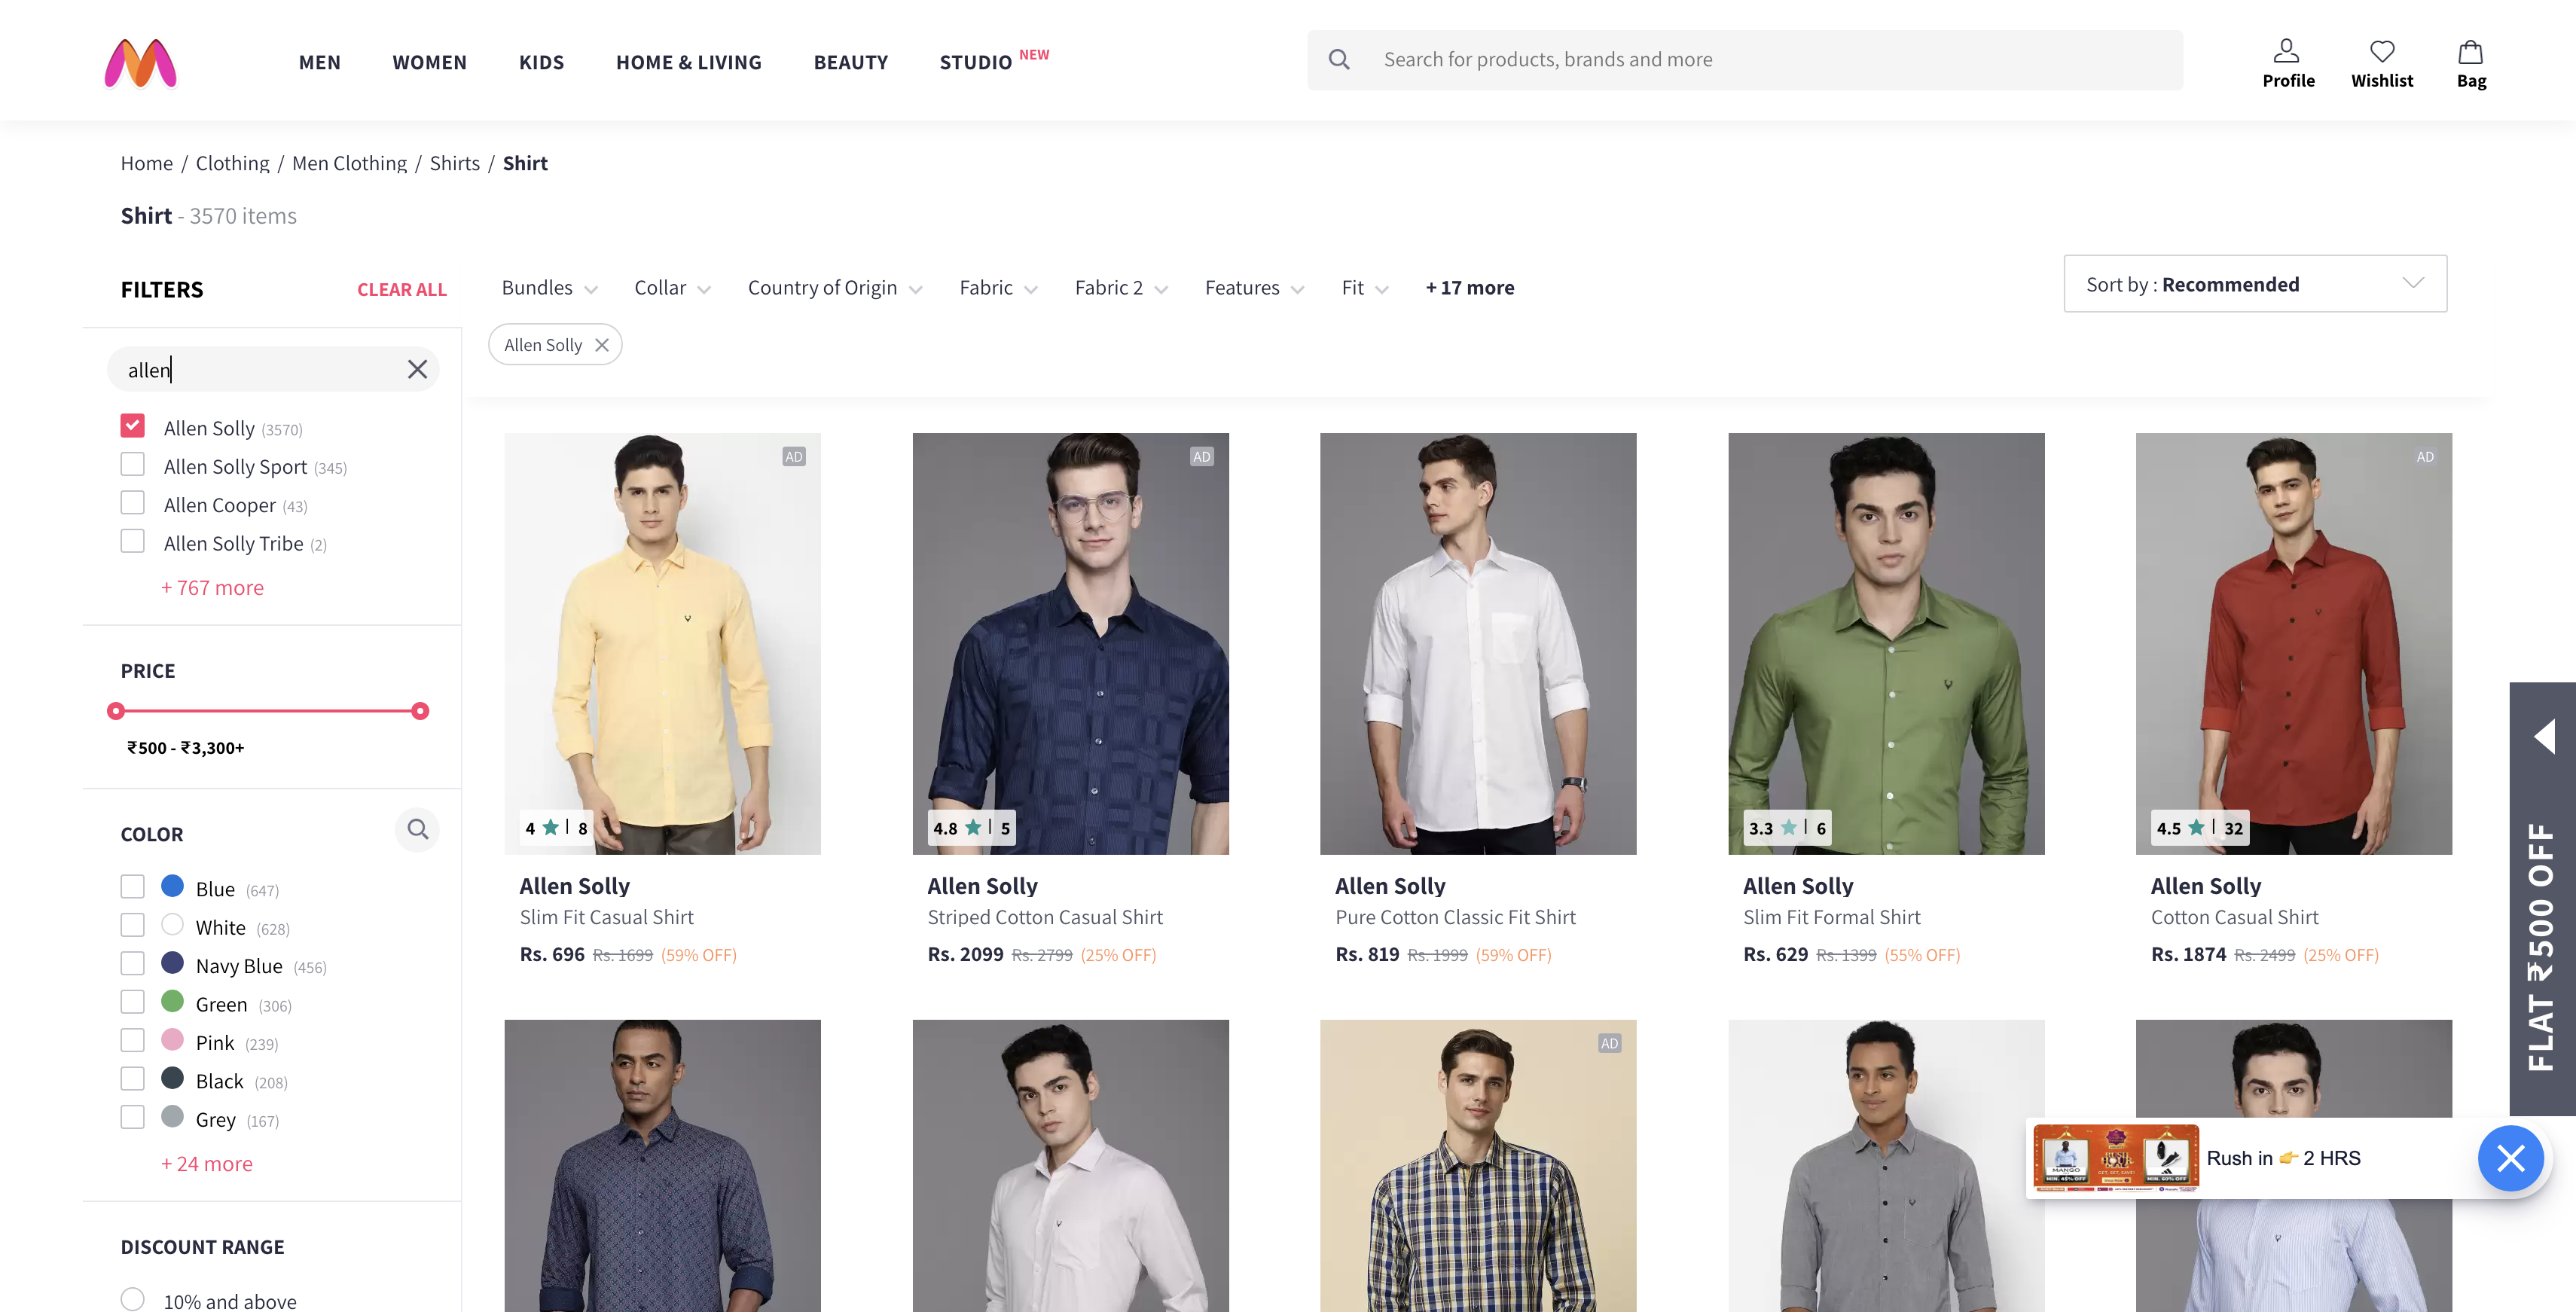 MEN WOMEN KIDS HOME & LIVING BEAUTY STUDIO NEW
Search for products, brands and more
Profile Wishlist Bag
Home / Clothing / Men Clothing / Shirts / Shirt
Shirt - 3570 items
FILTERS CLEAR ALL
Bundles Collar Country of Origin Fabric Fabric 2 Features Fit + 17 more
Sort by : Recommended
Allen Solly
allen
Allen Solly (3570)
Allen Solly Sport (345)
Allen Cooper (43)
Allen Solly Tribe (2)
+ 767 more
PRICE
₹500 - ₹3,300+
COLOR
Blue (647)
White (628)
Navy Blue (456)
Green (306)
Pink (239)
Black (208)
Grey (167)
+ 24 more
DISCOUNT RANGE
10% and above
AD
4 | 8
Allen Solly
Slim Fit Casual Shirt
Rs. 696 Rs. 1699 (59% OFF)
AD
4.8 | 5
Allen Solly
Striped Cotton Casual Shirt
Rs. 2099 Rs. 2799 (25% OFF)
Allen Solly
Pure Cotton Classic Fit Shirt
Rs. 819 Rs. 1999 (59% OFF)
3.3 | 6
Allen Solly
Slim Fit Formal Shirt
Rs. 629 Rs. 1399 (55% OFF)
AD
4.5 | 32
Allen Solly
Cotton Casual Shirt
Rs. 1874 Rs. 2499 (25% OFF)
AD
FLAT ₹500 OFF
MANGO
MIN. 45% OFF
MIN. 60% OFF
Rush in 👉 2 HRS